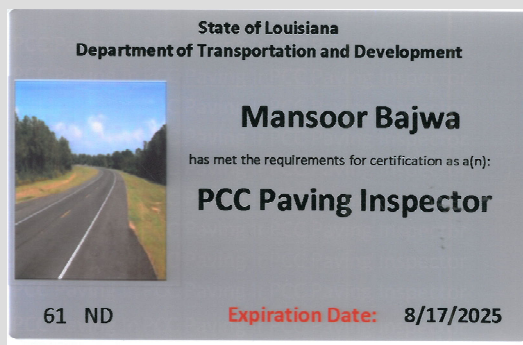 State of Louisiana
Department of Transportation and Development
Mansoor Bajwa
has met the requirements for certification as a(n):
PCC Paving Inspector
61 ND
Expiration Date: 8/17/2025